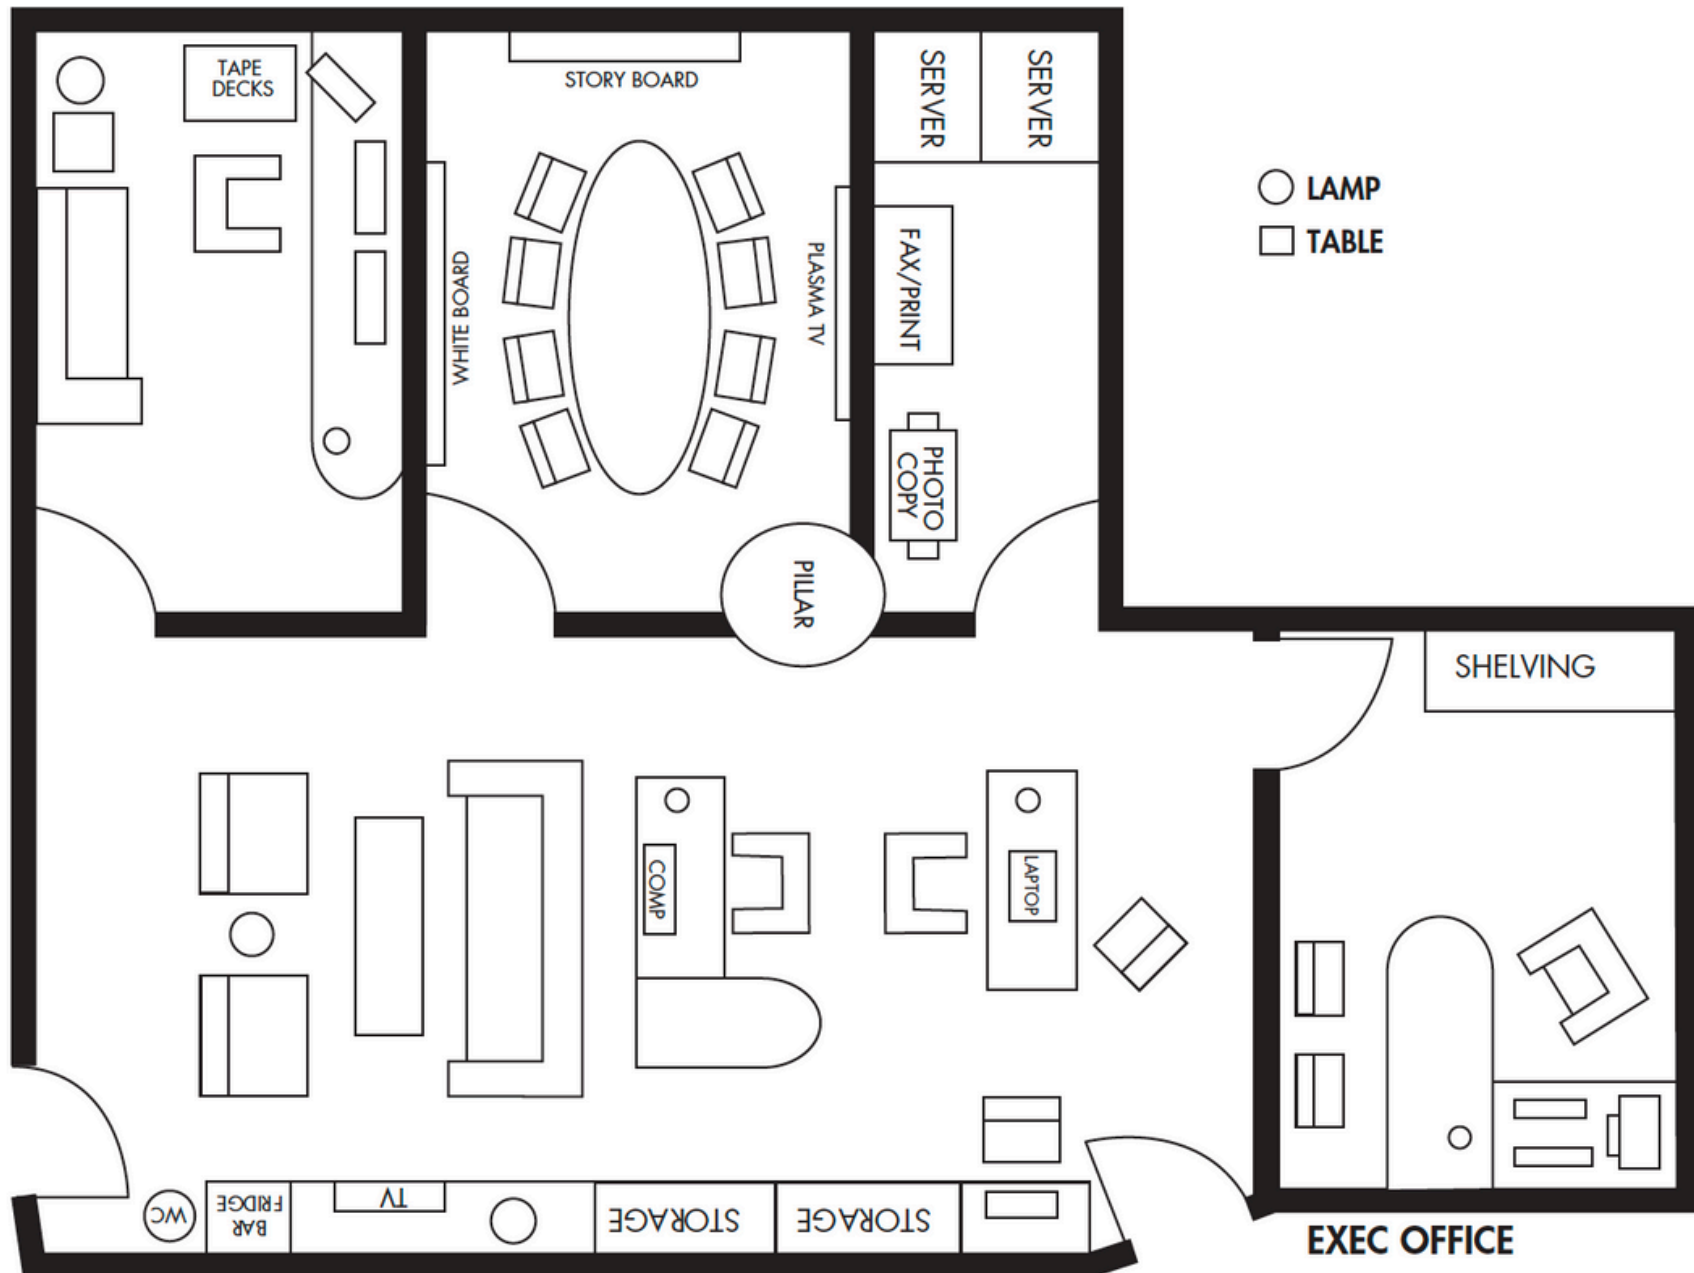 TAPE
DECKS
STORY BOARD
SERVER
SERVER
LAMP
TABLE
WHITE BOARD
PLASMA TV
FAX/PRINT
PHOTO
COPY
PILLAR
SHELVING
COMP
LAPTOP
WC
BAR
FRIDGE
TV
STORAGE
STORAGE
EXEC OFFICE